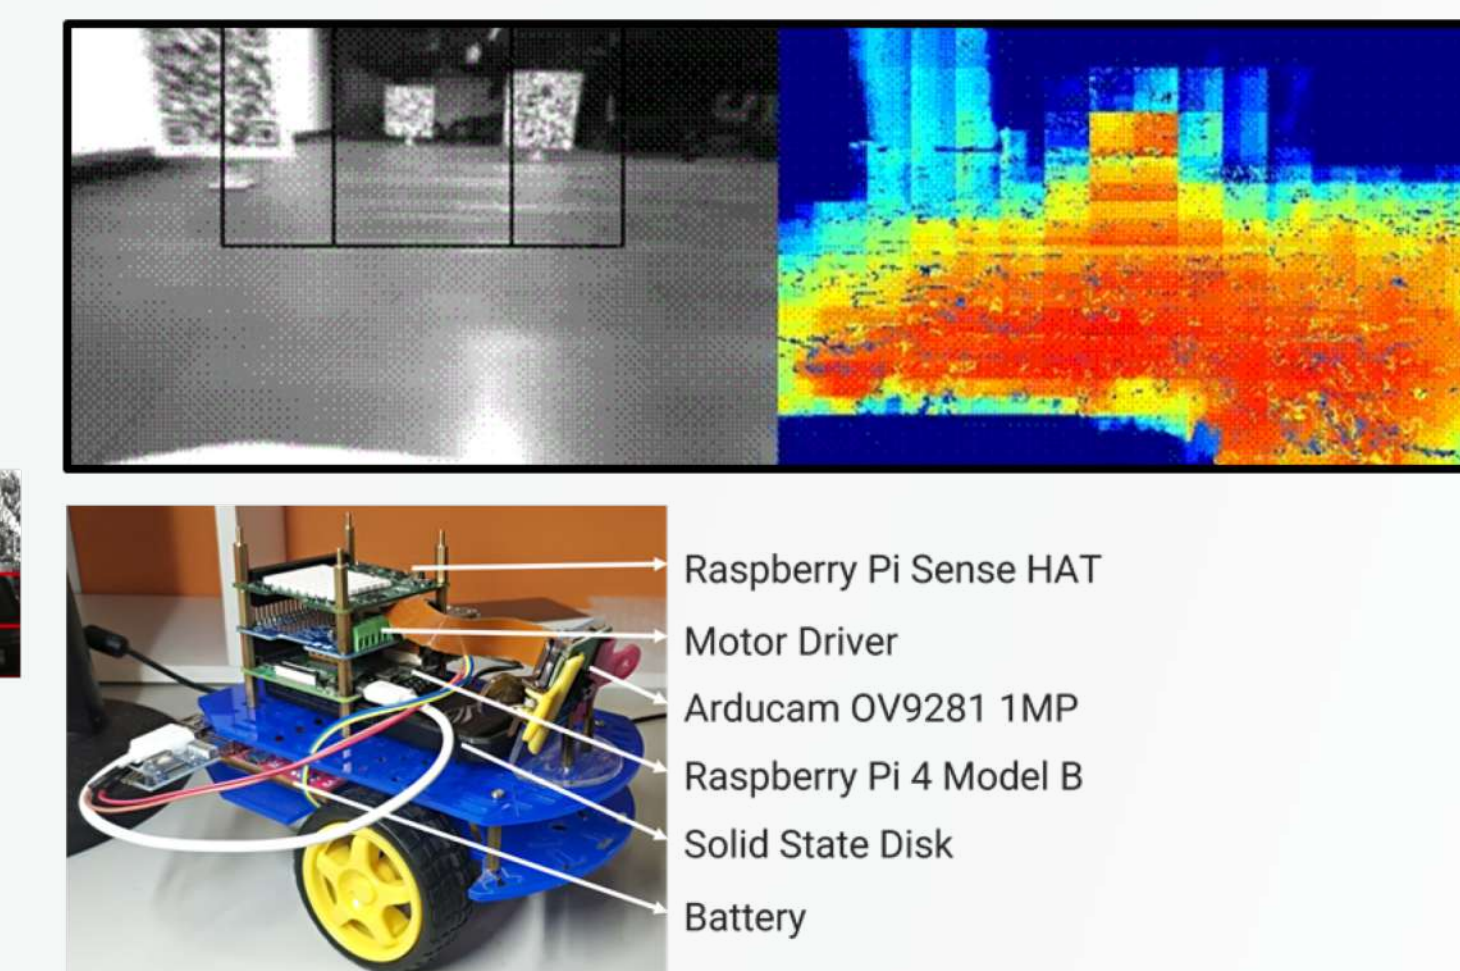 Raspberry Pi Sense HAT
Motor Driver
Arducam OV9281 1MP
Raspberry Pi 4 Model B
Solid State Disk
Battery